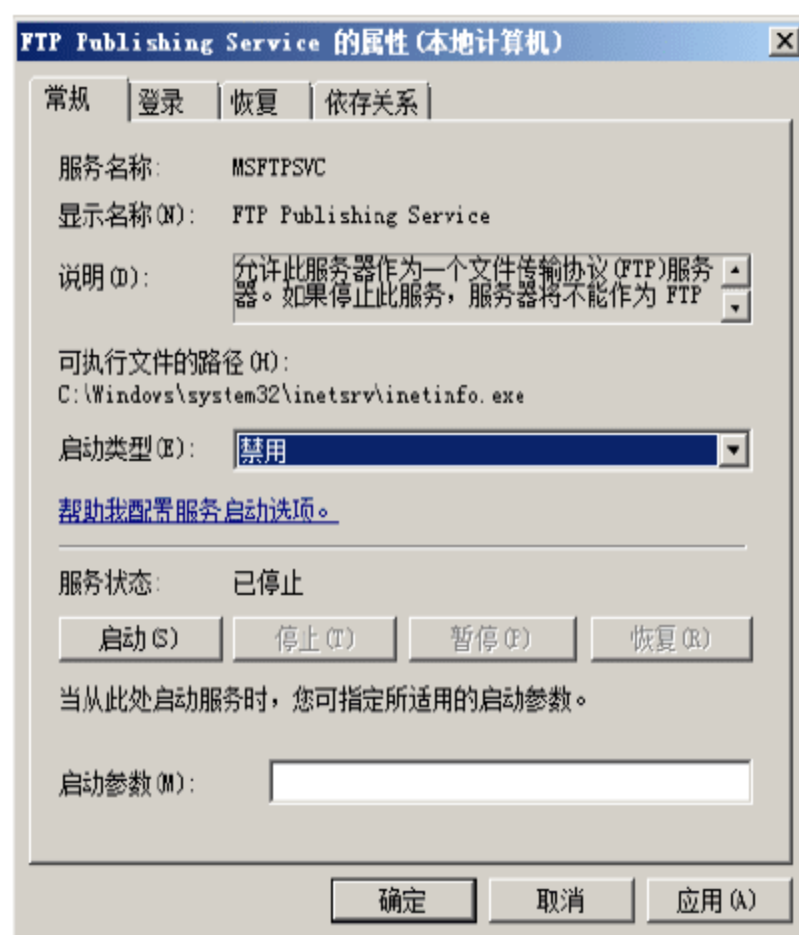 FTP Publishing Service 的属性(本地计算机)
常规 登录 恢复 依存关系
服务名称: MSFTPSVC
显示名称(N): FTP Publishing Service
说明(D): 允许此服务器作为一个文件传输协议(FTP)服务
器。如果停止此服务，服务器将不能作为 FTP
可执行文件的路径(H):
C:\Windows\system32\inetsrv\inetinfo.exe
启动类型(E): 禁用
帮助我配置服务启动选项。
服务状态: 已停止
启动(S) 停止(T) 暂停(P) 恢复(R)
当从此处启动服务时，您可指定所适用的启动参数。
启动参数(M):
确定 取消 应用(A)